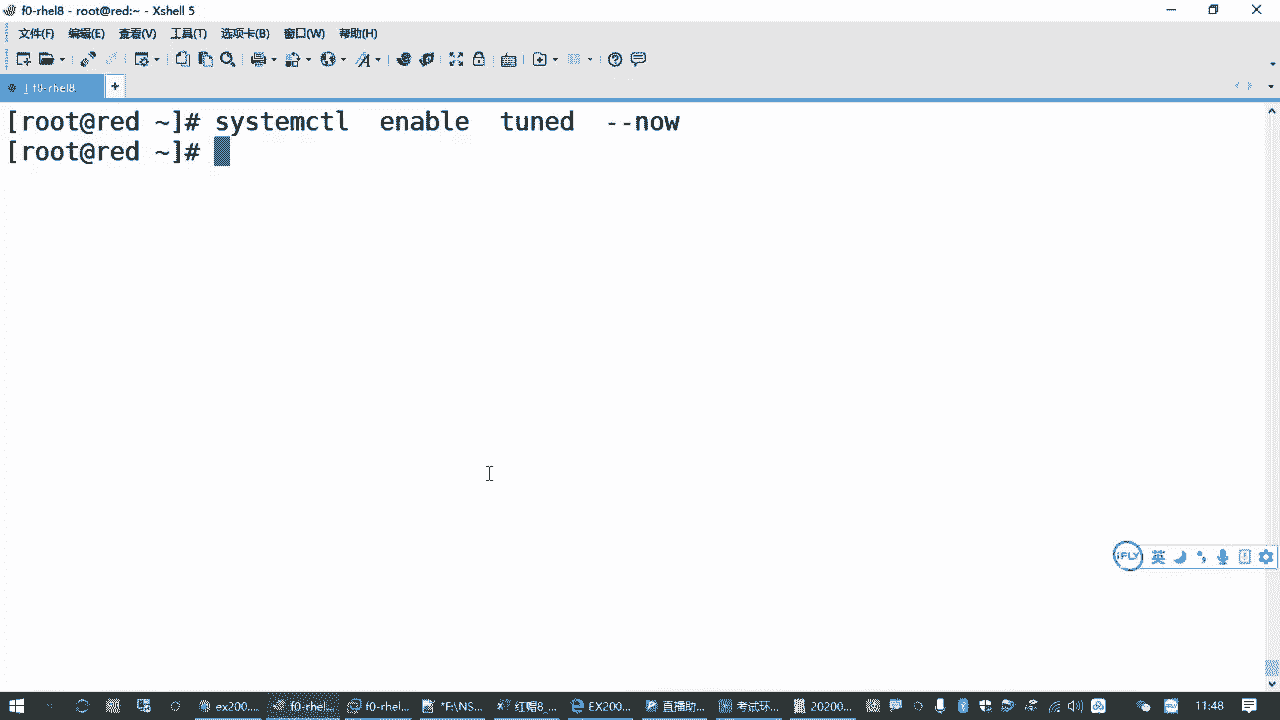 f0-rhel8 - root@red:~ - Xshell 5
文件(F) 编辑(E) 查看(V) 工具(T) 选项卡(B) 窗口(W) 帮助(H)
1 f0-rhel8
[root@red ~]# systemctl enable tuned --now
[root@red ~]#
iFLY 英
ex200... f0-rhel... f0-rhel... *F:\NS... 红帽8_... EX200... 直播助... 考试环... 20200... 11:48